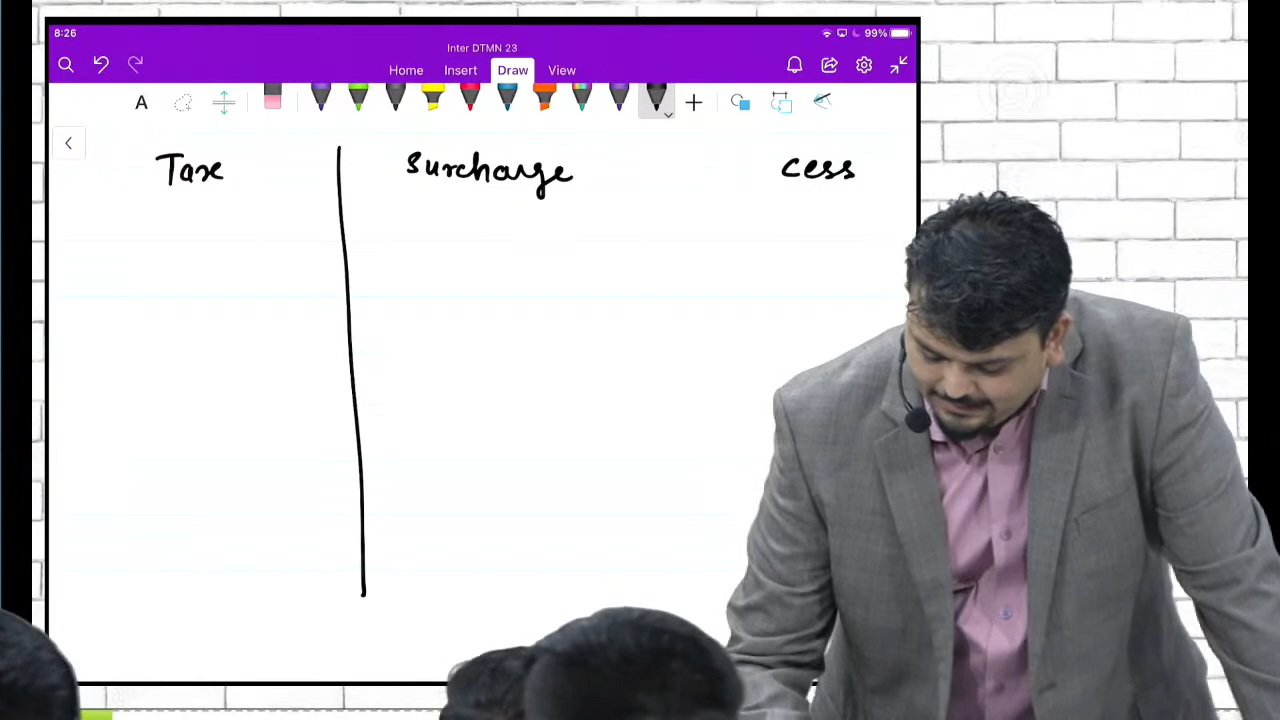 8:26
99%
Inter DTMN 23
Home Insert Draw View
A
Tax Surcharge cess